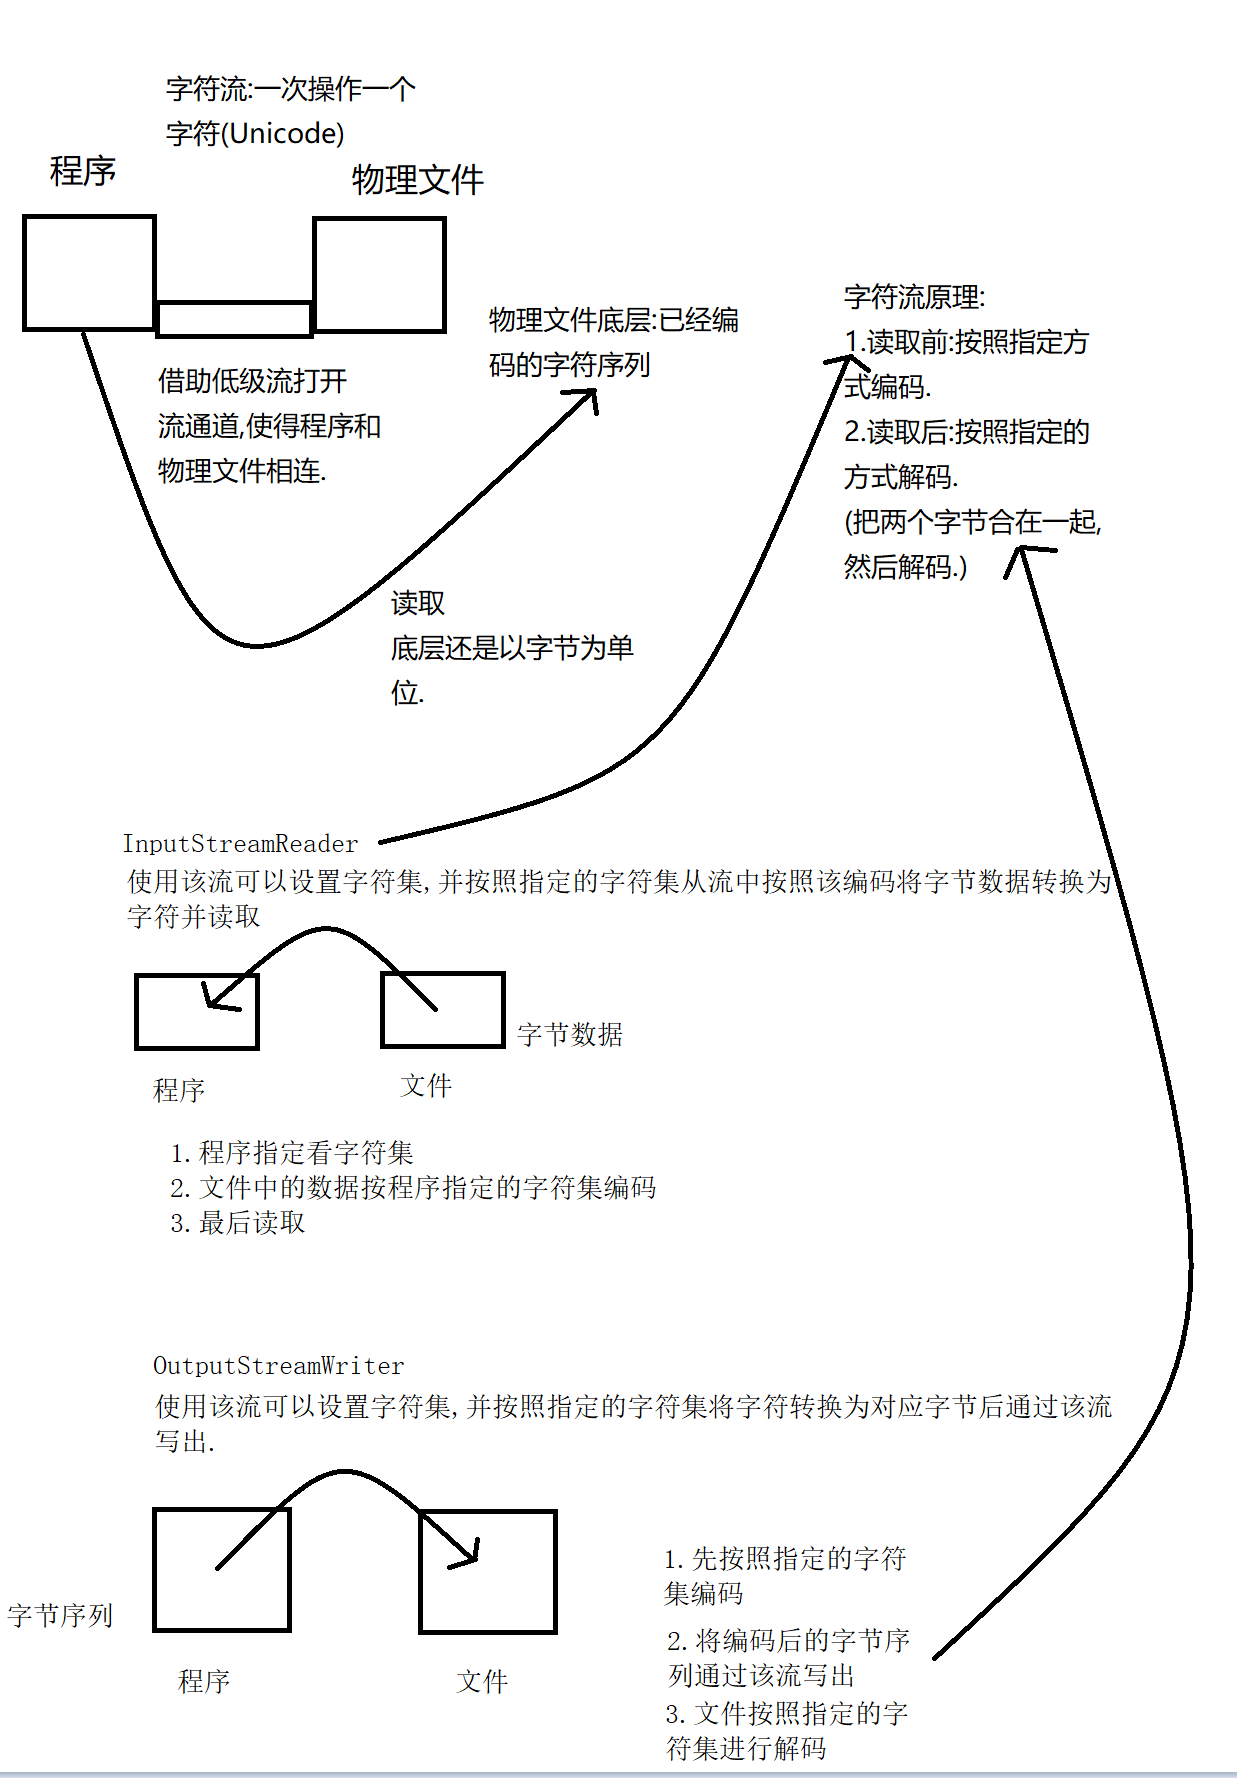 字符流:一次操作一个
字符(Unicode)
程序
物理文件
借助低级流打开
流通道,使得程序和
物理文件相连.
物理文件底层:已经编
码的字符序列
字符流原理:
1.读取前:按照指定方
式编码.
2.读取后:按照指定的
方式解码.
(把两个字节合在一起,
然后解码.)
读取
底层还是以字节为单
位.
InputStreamReader
使用该流可以设置字符集,并按照指定的字符集从流中按照该编码将字节数据转换为
字符并读取
字节数据
程序
文件
1.程序指定看字符集
2.文件中的数据按程序指定的字符集编码
3.最后读取
OutputStreamWriter
使用该流可以设置字符集,并按照指定的字符集将字符转换为对应字节后通过该流
写出.
字节序列
程序
文件
1.先按照指定的字符
集编码
2.将编码后的字节序
列通过该流写出
3.文件按照指定的字
符集进行解码